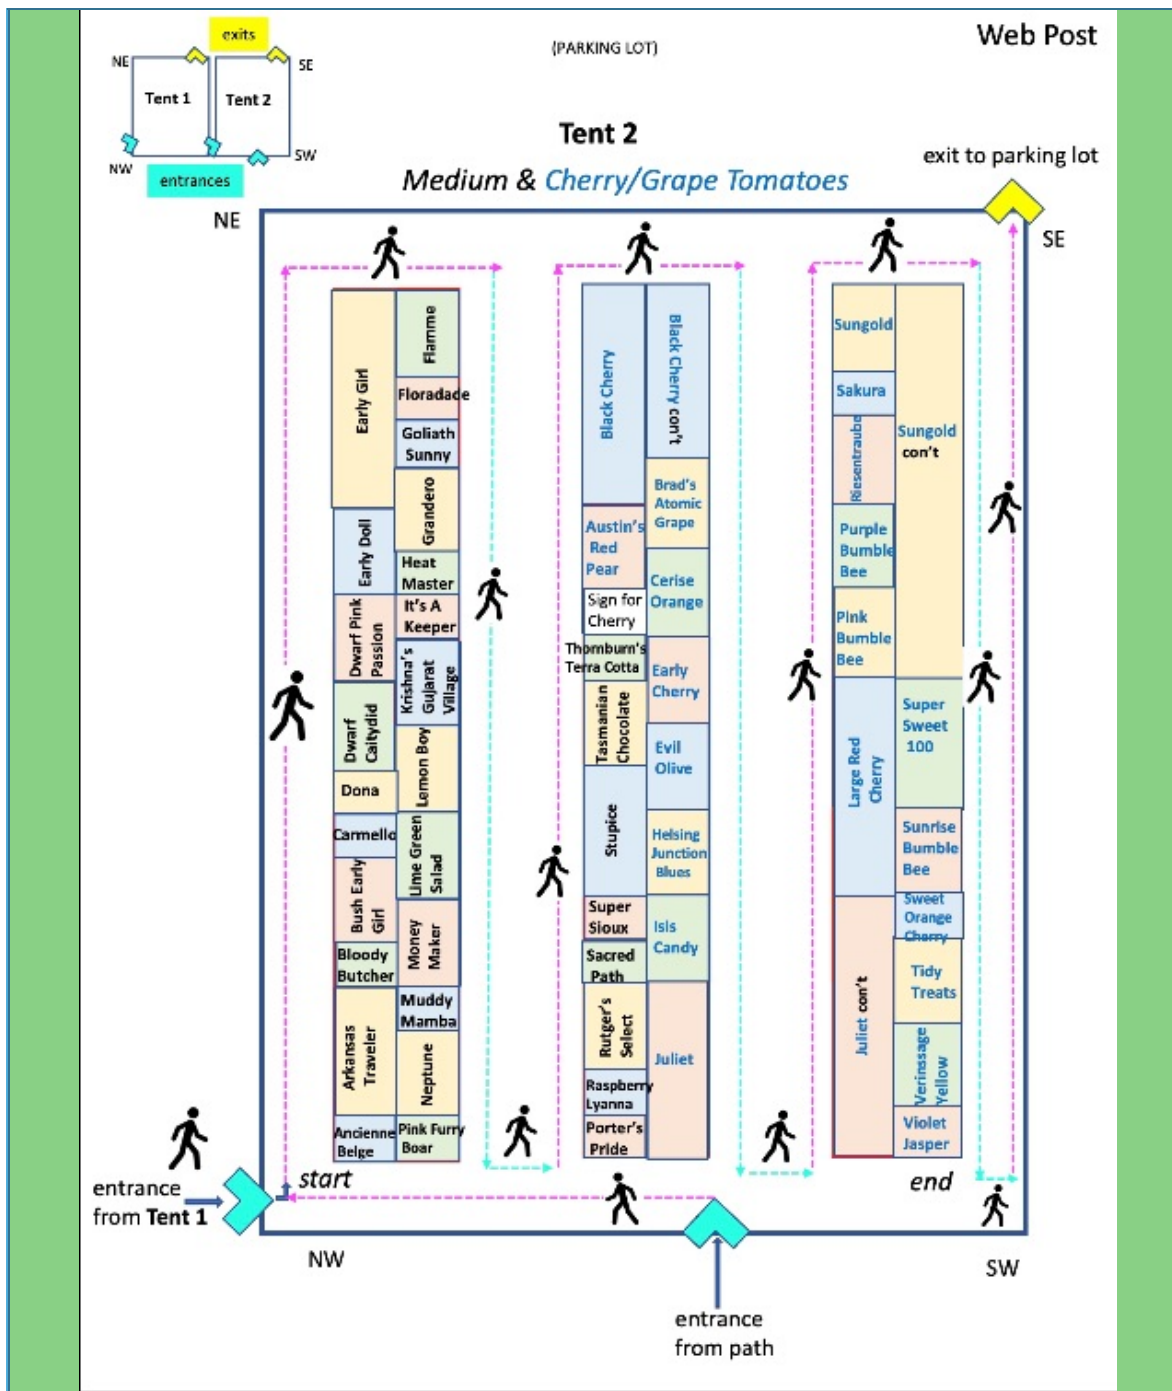 Web Post
exits
(PARKING LOT)
NE
SE
Tent 1
Tent 2
NW
SW
entrances
Tent 2
Medium & Cherry/Grape Tomatoes
exit to parking lot
NE
SE
Early Girl
Early Doll
Dwarf Pink
Passion
Dwarf
Caitydid
Dona
Carmello
Bush Early
Girl
Bloody
Butcher
Arkansas
Traveler
Ancienne
Belge
Flamme
Floradade
Goliath
Sunny
Grandero
Heat
Master
It's A
Keeper
Krishna's
Gujarat
Village
Lemon Boy
Lime Green
Salad
Money
Maker
Muddy
Mamba
Neptune
Pink Furry
Boar
Black Cherry
Austin's
Red
Pear
Sign for
Cherry
Thornburn's
Terra Cotta
Tasmanian
Chocolate
Stupice
Super
Sioux
Sacred
Path
Rutger's
Select
Raspberry
Lyanna
Porter's
Pride
Black Cherry con't
Brad's
Atomic
Grape
Cerise
Orange
Early
Cherry
Evil
Olive
Helsing
Junction
Blues
Isis
Candy
Juliet
Sungold
Sakura
Riesentraube
Purple
Bumble
Bee
Pink
Bumble
Bee
Large Red
Cherry
Juliet con't
Sungold
con't
Super
Sweet
100
Sunrise
Bumble
Bee
Sweet
Orange
Cherry
Tidy
Treats
Verinssage
Yellow
Violet
Jasper
start
end
entrance
from Tent 1
NW
SW
entrance
from path